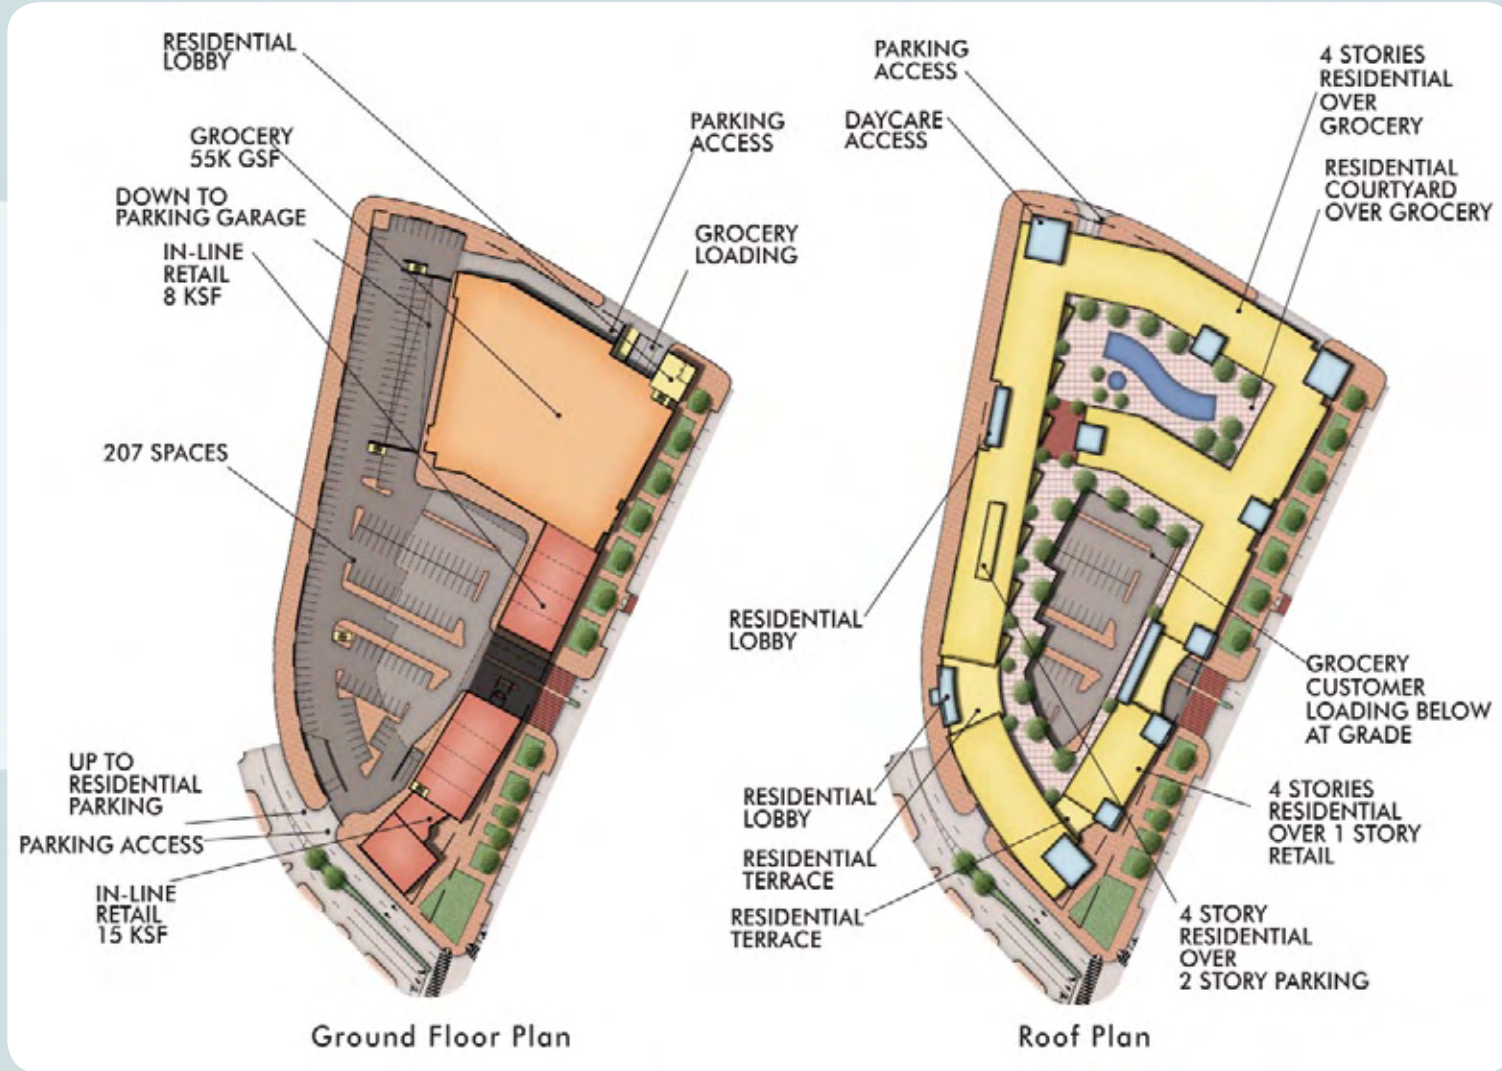 RESIDENTIAL
LOBBY
GROCERY
55K GSF
DOWN TO
PARKING GARAGE
IN-LINE
RETAIL
8 KSF
PARKING
ACCESS
GROCERY
LOADING
207 SPACES
UP TO
RESIDENTIAL
PARKING
PARKING ACCESS
IN-LINE
RETAIL
15 KSF
Ground Floor Plan
PARKING
ACCESS
DAYCARE
ACCESS
4 STORIES
RESIDENTIAL
OVER
GROCERY
RESIDENTIAL
COURTYARD
OVER GROCERY
RESIDENTIAL
LOBBY
GROCERY
CUSTOMER
LOADING BELOW
AT GRADE
RESIDENTIAL
LOBBY
RESIDENTIAL
TERRACE
RESIDENTIAL
TERRACE
4 STORIES
RESIDENTIAL
OVER 1 STORY
RETAIL
4 STORY
RESIDENTIAL
OVER
2 STORY PARKING
Roof Plan